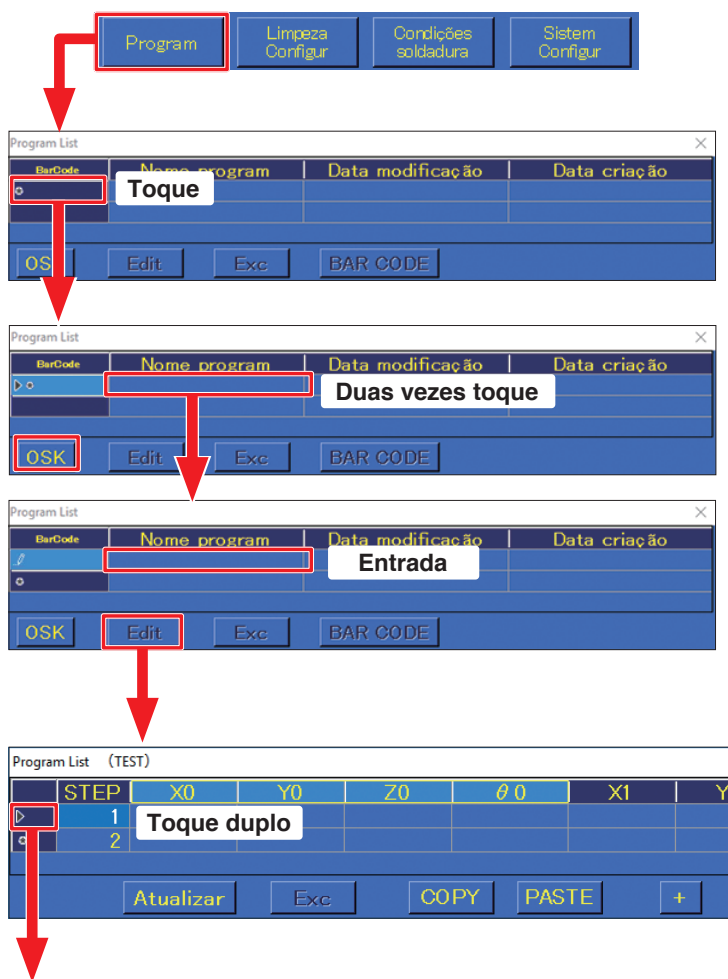 Program
Limpeza Configur
Condições soldadura
Sistem Configur
Program List
BarCode Nome program Data modificação Data criação
Toque
OSK Edit Exc BAR CODE
Program List
BarCode Nome program Data modificação Data criação
Duas vezes toque
OSK Edit Exc BAR CODE
Program List
BarCode Nome program Data modificação Data criação
Entrada
OSK Edit Exc BAR CODE
Program List (TEST)
STEP X0 Y0 Z0 θ0 X1 Y
1 Toque duplo
2
Atualizar Exc COPY PASTE +